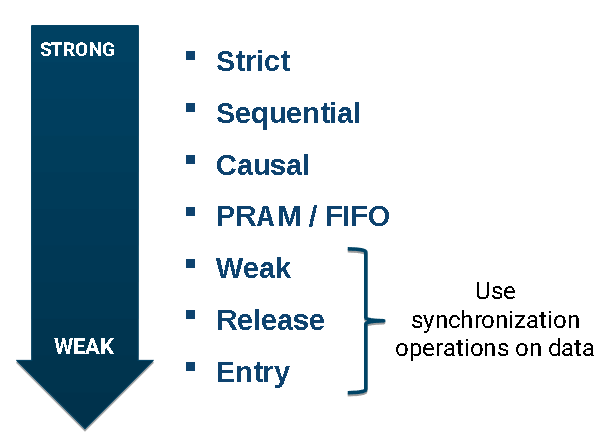 STRONG
Strict
Sequential
Causal
PRAM / FIFO
Weak
Release
Entry
WEAK
Use
synchronization
operations on data